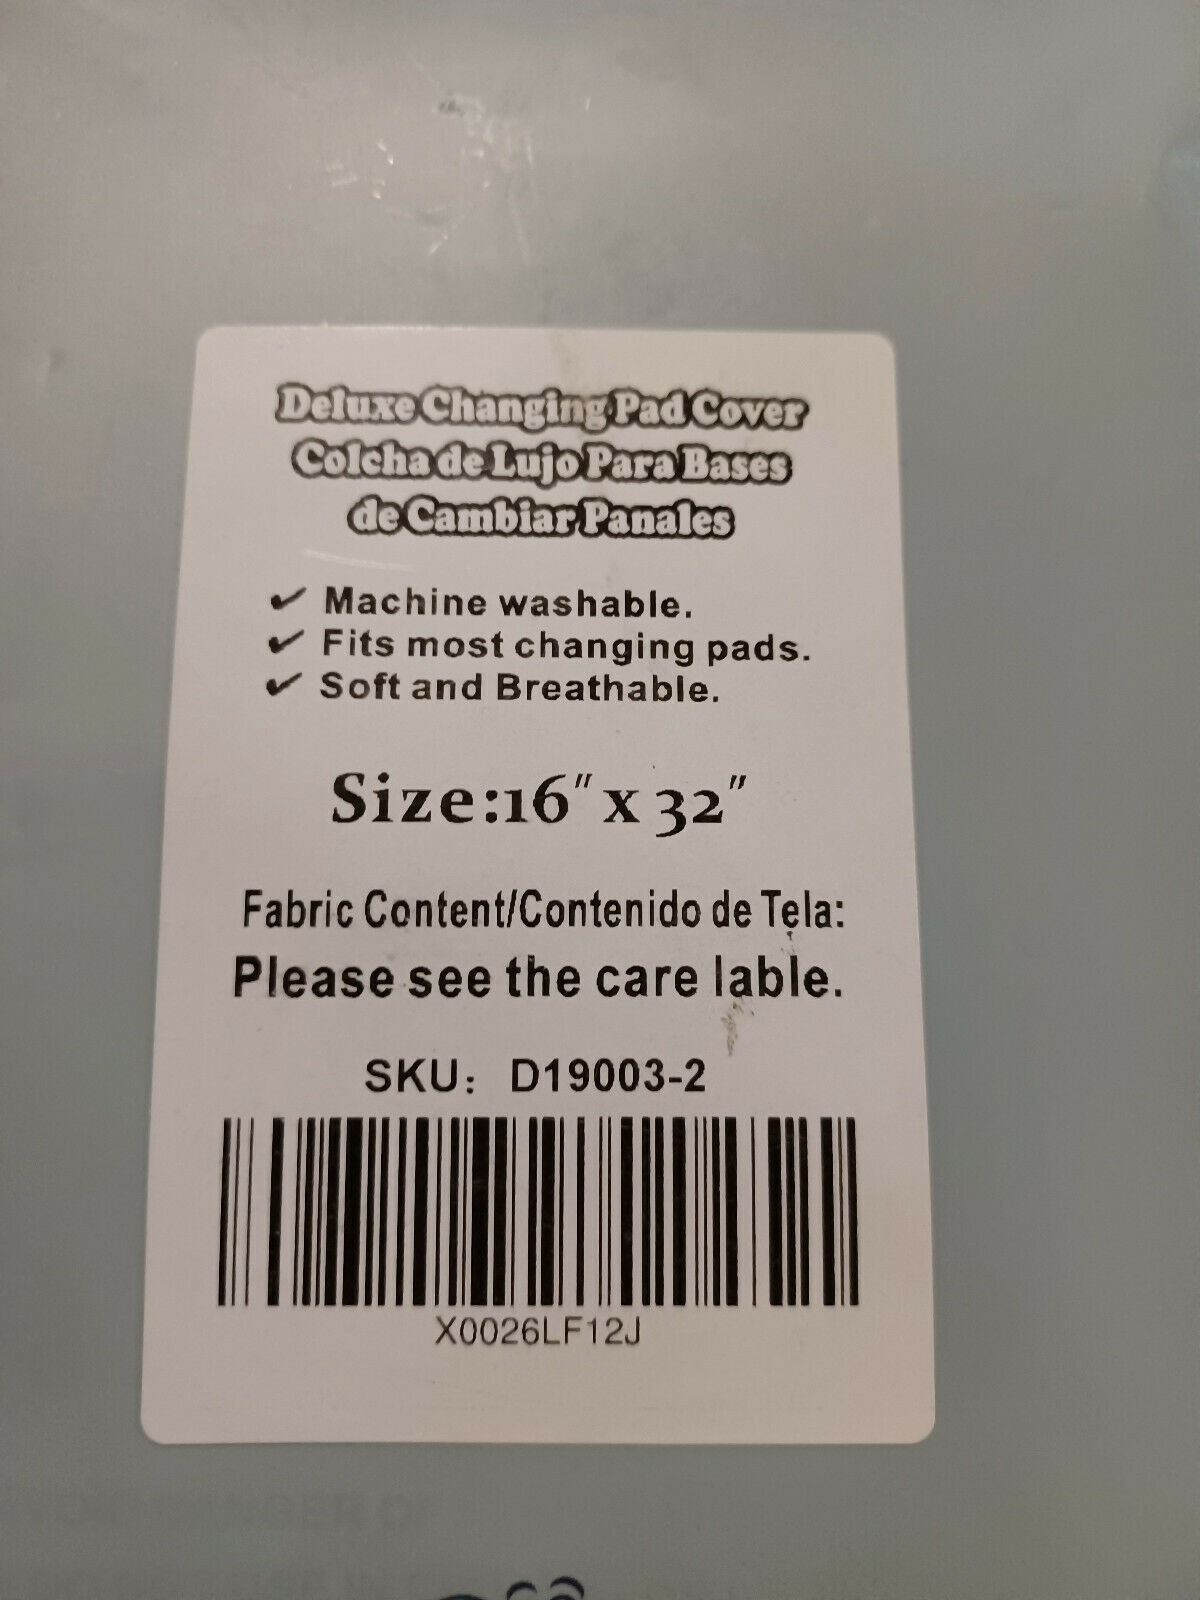 Deluxe Changing Pad Cover
Colcha de Lujo Para Bases
de Cambiar Panales
✔ Machine washable.
✔ Fits most changing pads.
✔ Soft and Breathable.
Size:16" x 32"
Fabric Content/Contenido de Tela:
Please see the care lable.
SKU: D19003-2
X0026LF12J